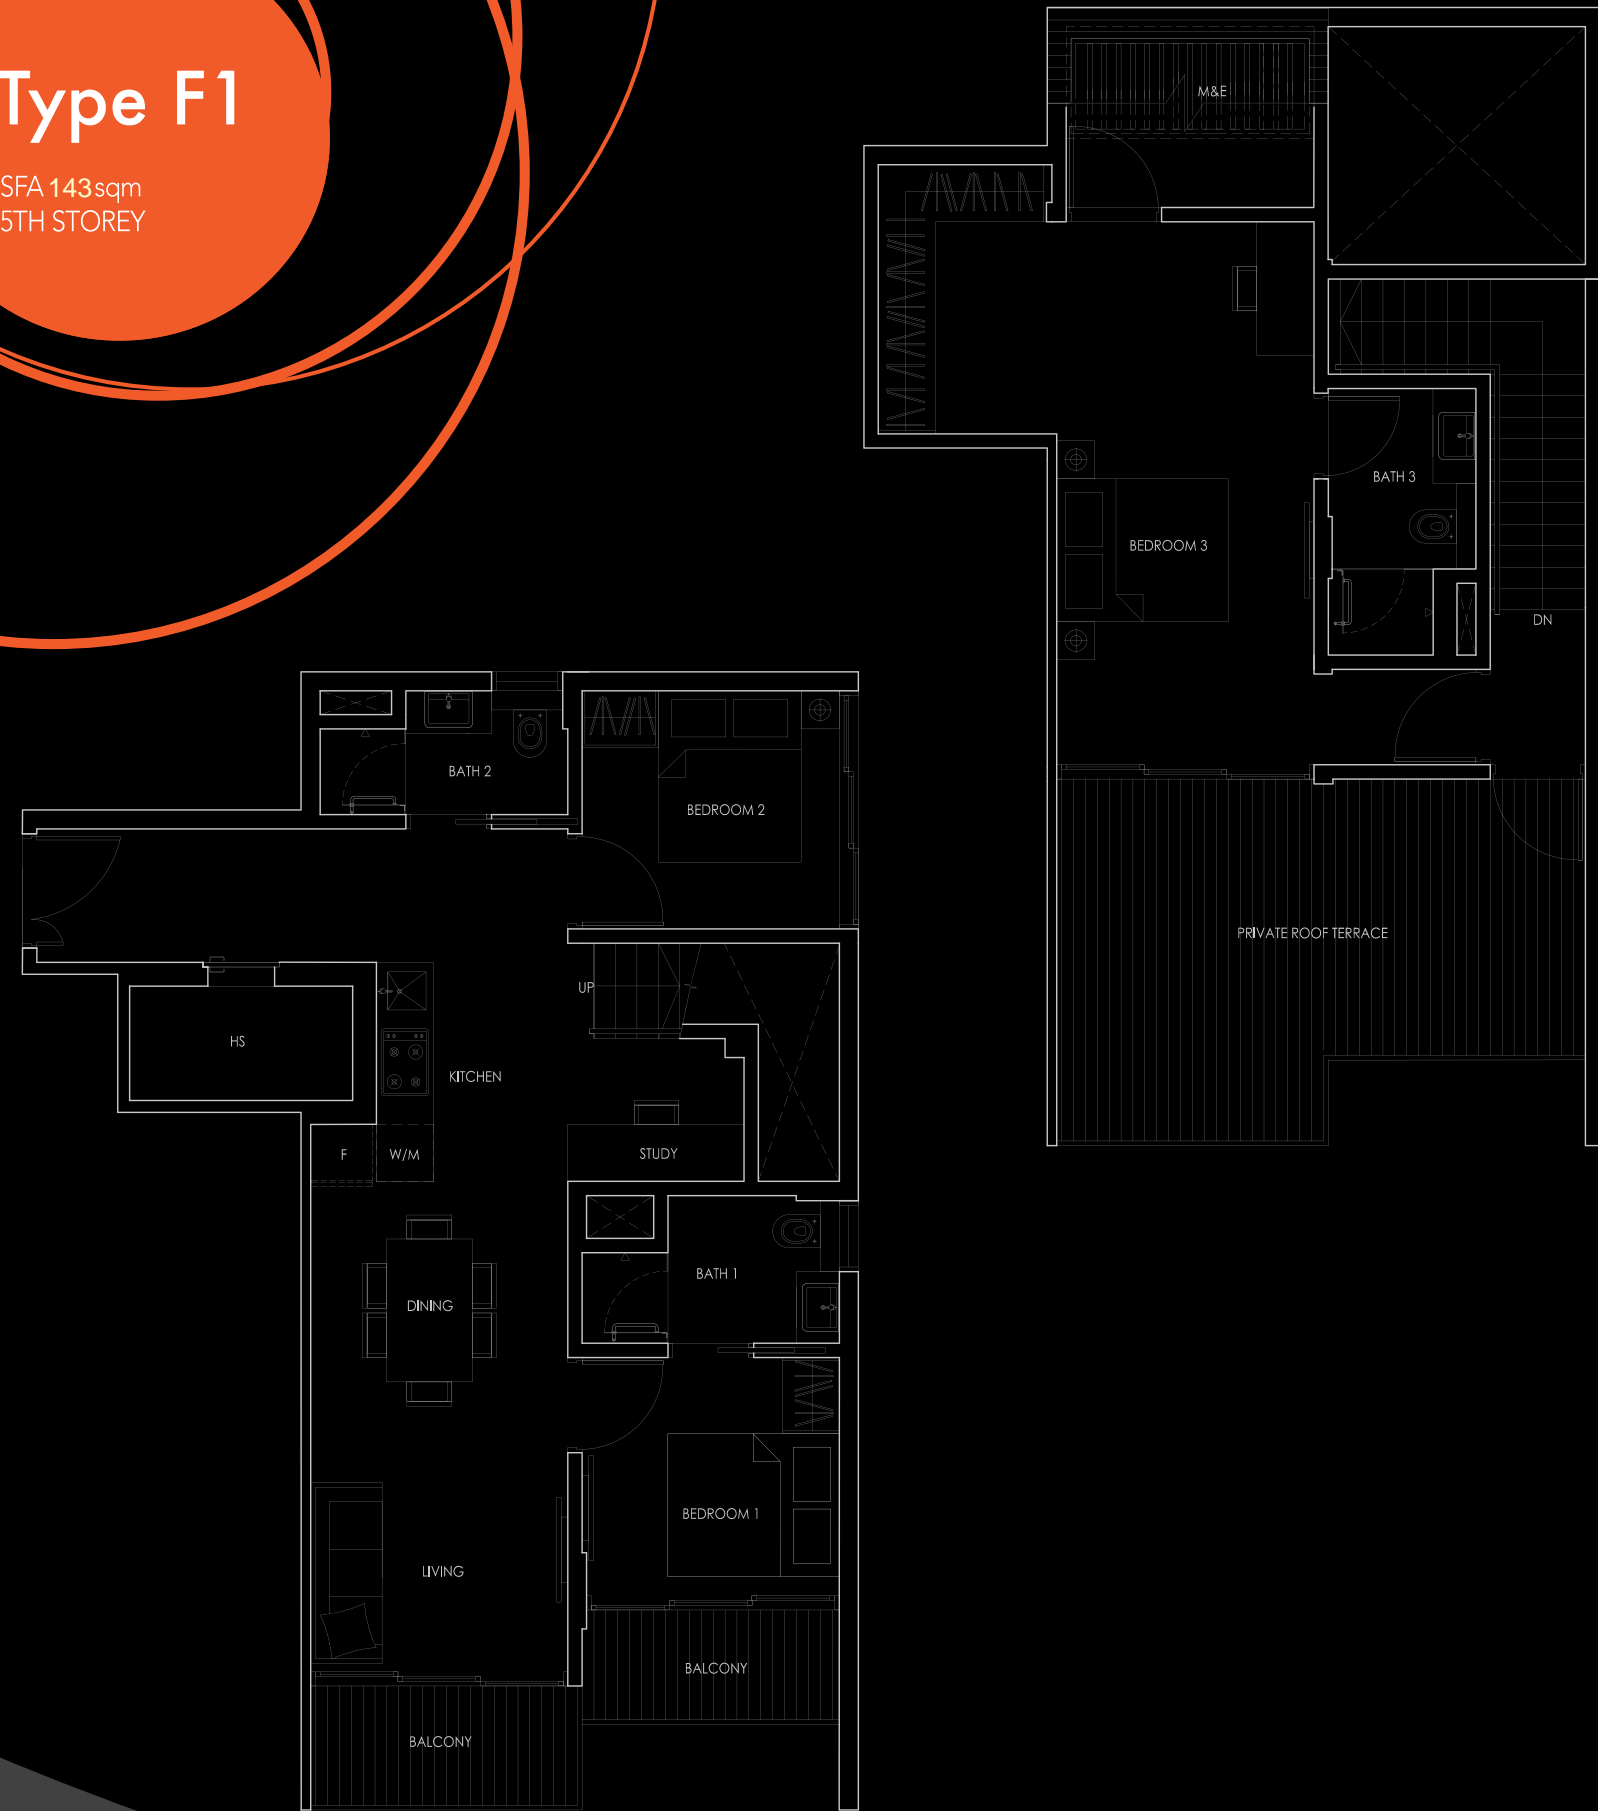 Type F1
SFA 143sqm
5TH STOREY
M&E
BATH 3
BEDROOM 3
DN
PRIVATE ROOF TERRACE
BATH 2
BEDROOM 2
UP
HS
KITCHEN
F
W/M
STUDY
BATH 1
DINING
BEDROOM 1
LIVING
BALCONY
BALCONY